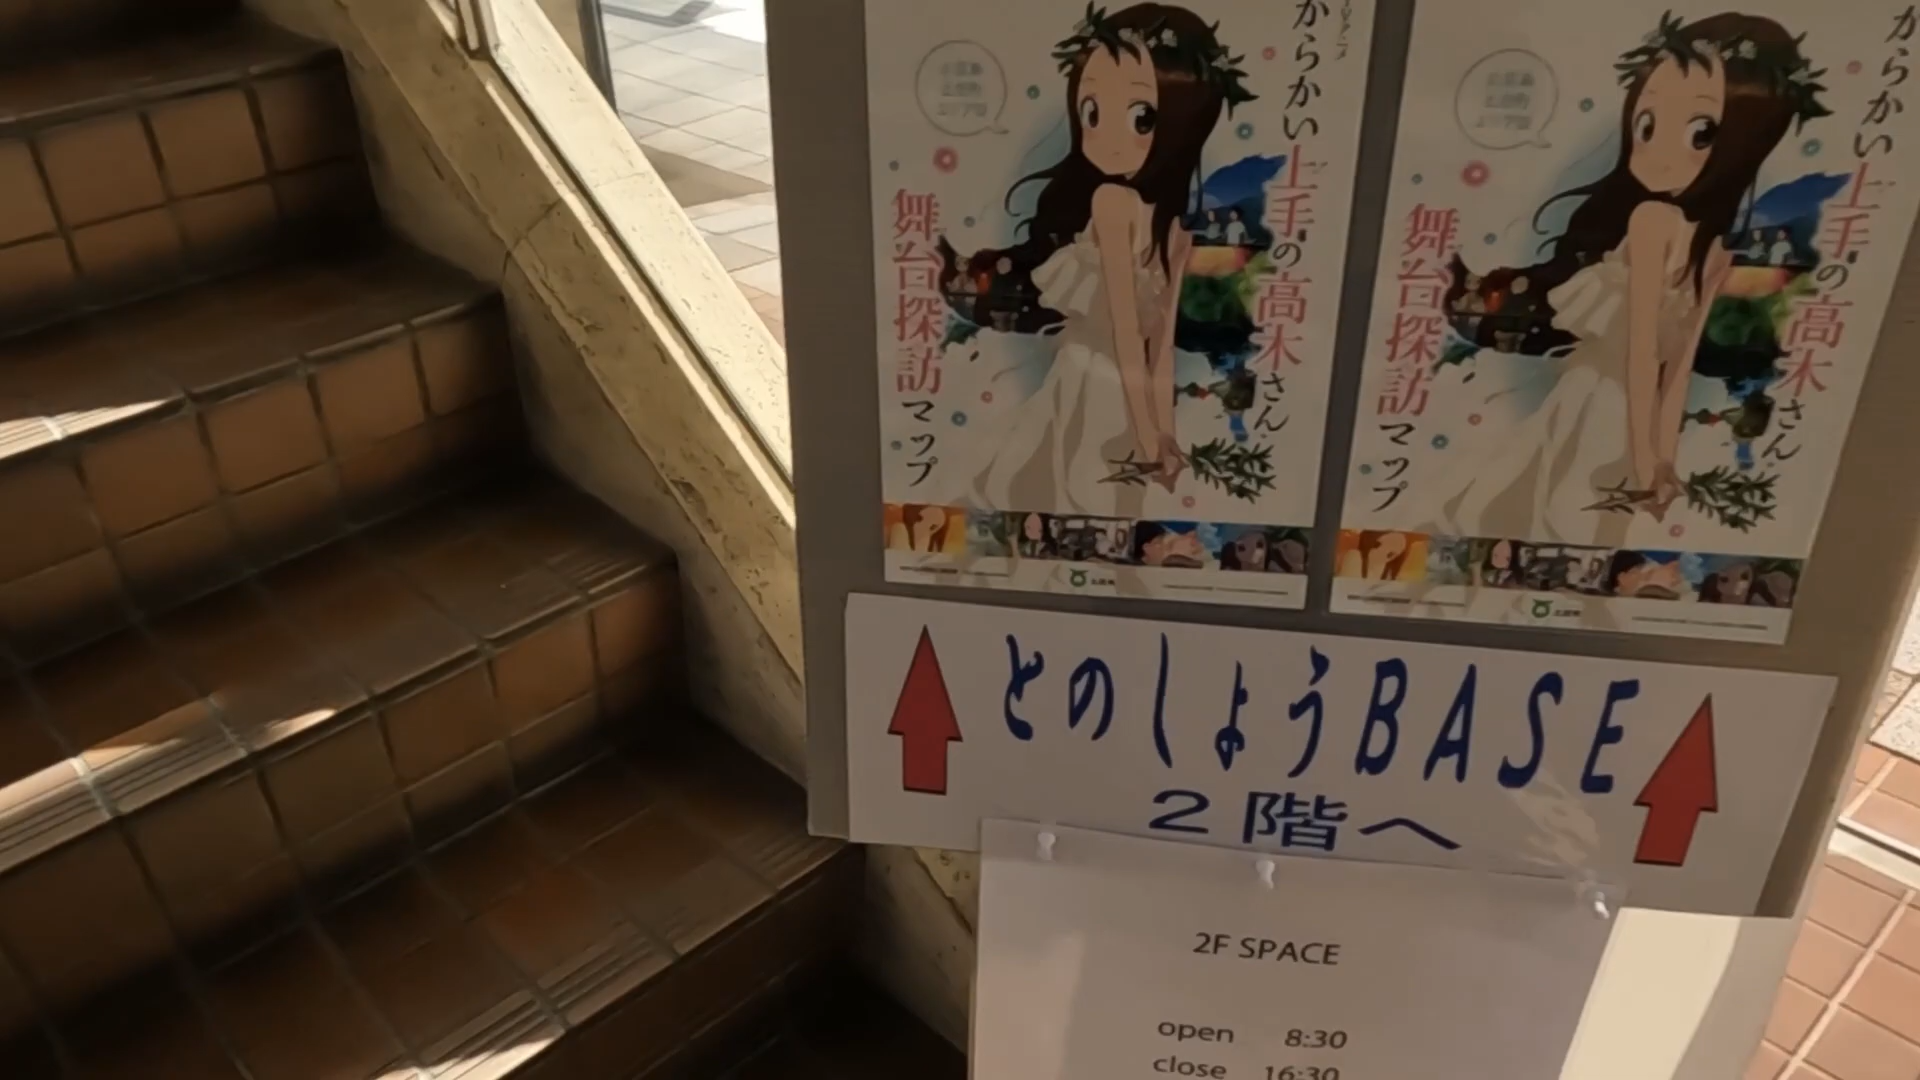 からかい上手の高木さん
舞台探訪マップ
からかい上手の高木さん
舞台探訪マップ
とのしょうBASE
2階へ
2F SPACE
open 8:30
close 16:30